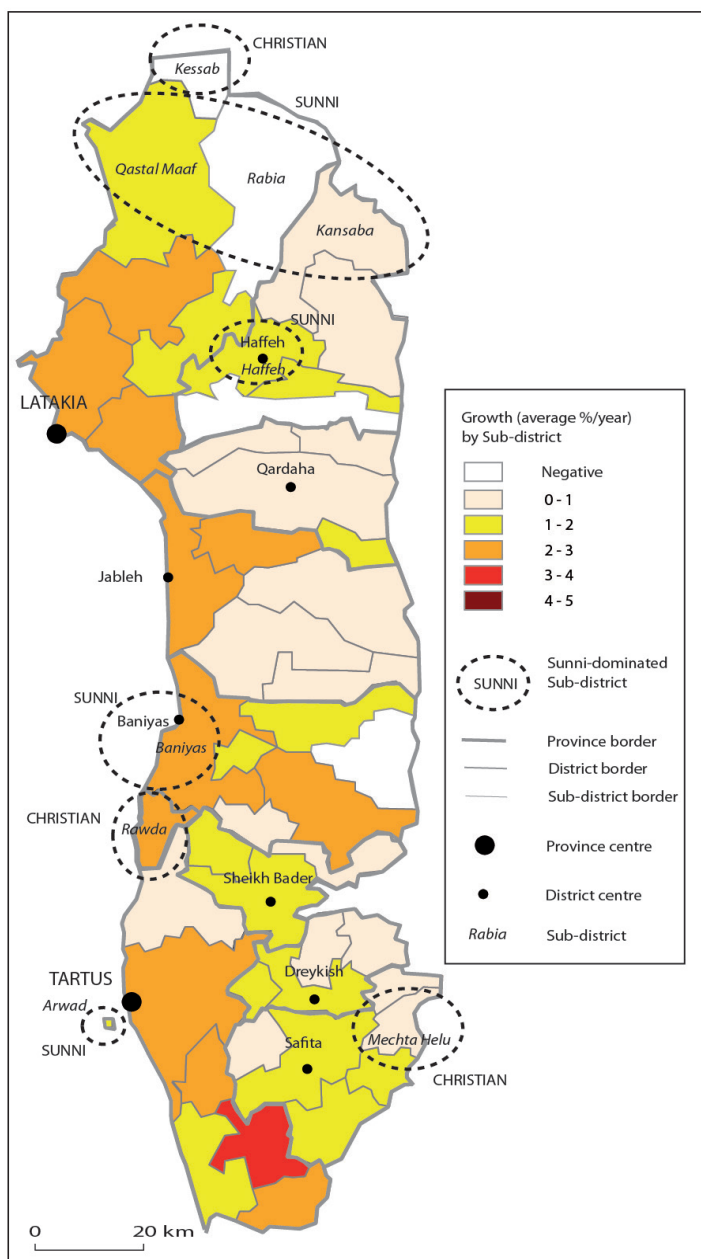 CHRISTIAN
Kessab
SUNNI
Qastal Maaf
Rabia
Kansaba
SUNNI
Haffeh
Haffeh
LATAKIA
Qardaha
Jableh
SUNNI
Baniyas
Baniyas
CHRISTIAN
Rawda
Sheikh Bader
TARTUS
Dreykish
Arwad
SUNNI
Safita
Mechta Helu
CHRISTIAN
0 20 km
Growth (average %/year)
by Sub-district
Negative
0 - 1
1 - 2
2 - 3
3 - 4
4 - 5
SUNNI
Sunni-dominated
Sub-district
Province border
District border
Sub-district border
Province centre
District centre
Rabia Sub-district